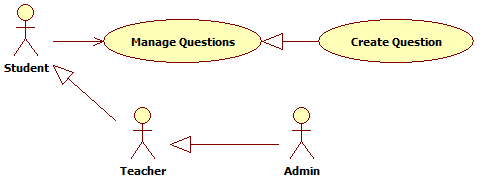 Manage Questions
Create Question
Student
Teacher
Admin